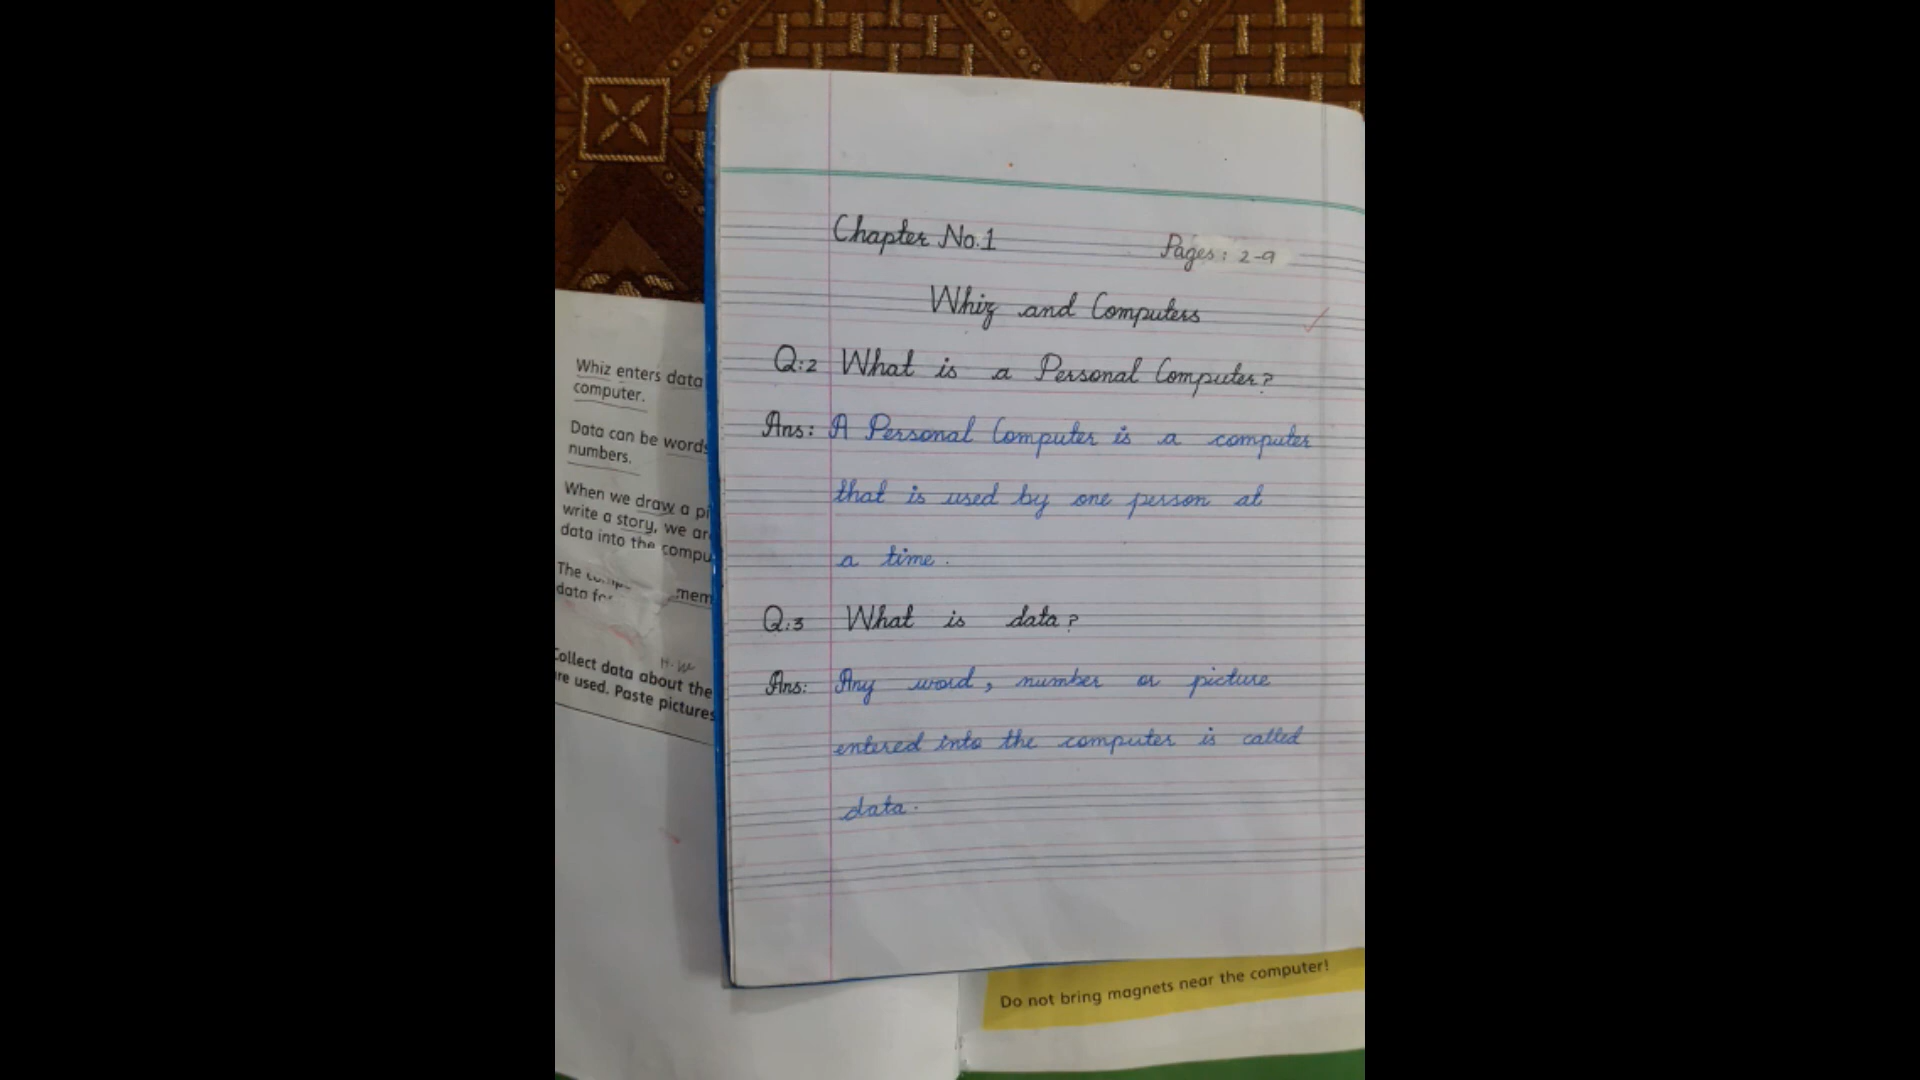 Chapter No.1 Pages: 2-9
Whiz and Computers
Q:2 What is a Personal Computer?
Ans: A Personal Computer is a computer
that is used by one person at
a time.
Q:3 What is data?
Ans: Any word, number or picture
entered into the computer is called
data.
Whiz enters data
computer.
Data can be words
numbers.
When we draw a
write a story, we
data into the
The
data
H.W
Collect data about the
are used. Paste pictures
Do not bring magnets near the computer!